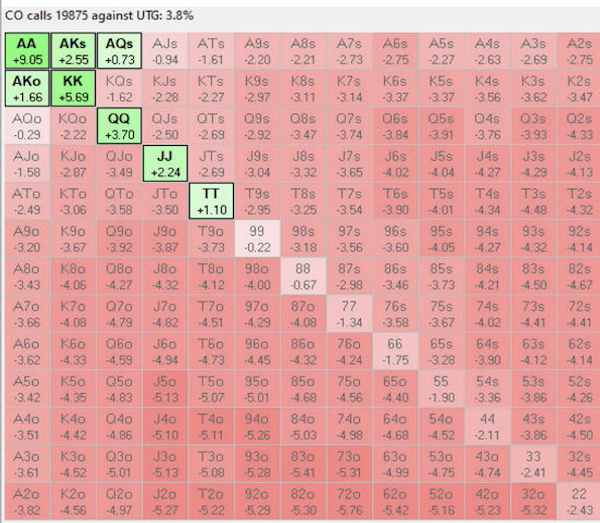 CO calls 19875 against UTG: 3.8%
AA AKs AQs AJs ATs A9s A8s A7s A6s A5s A4s A3s A2s
+9.05 +2.55 +0.73 -0.94 -1.61 -2.20 -2.21 -2.73 -2.75 -2.27 -2.63 -2.69 -2.75
AKo KK KQs KJs KTs K9s K8s K7s K6s K5s K4s K3s K2s
+1.66 +5.69 -1.62 -2.28 -2.27 -2.97 -3.11 -3.14 -3.37 -3.37 -3.56 -3.62 -3.47
AQo KQo QQ QJs QTs Q9s Q8s Q7s Q6s Q5s Q4s Q3s Q2s
-0.29 -2.22 +3.70 -2.50 -2.69 -2.92 -3.47 -3.74 -3.84 -3.91 -3.76 -3.93 -4.33
AJo KJo QJo JJ JTs J9s J8s J7s J6s J5s J4s J3s J2s
-1.58 -2.87 -3.49 +2.24 -2.69 -3.04 -3.32 -3.65 -4.02 -4.04 -4.27 -4.29 -4.13
ATo KTo QTo JTo TT T9s T8s T7s T6s T5s T4s T3s T2s
-2.49 -3.06 -3.58 -3.50 +1.10 -2.95 -3.25 -3.54 -3.90 -4.01 -4.34 -4.48 -4.32
A9o K9o Q9o J9o T9o 99 98s 97s 96s 95s 94s 93s 92s
-3.20 -3.67 -3.92 -3.87 -3.73 -0.22 -3.18 -3.56 -3.60 -4.05 -4.27 -4.32 -4.14
A8o K8o Q8o J8o T8o 98o 88 87s 86s 85s 84s 83s 82s
-3.43 -4.06 -4.27 -4.32 -4.12 -4.00 -0.67 -2.98 -3.46 -3.73 -4.21 -4.50 -4.67
A7o K7o Q7o J7o T7o 97o 87o 77 76s 75s 74s 73s 72s
-3.66 -4.08 -4.79 -4.82 -4.51 -4.29 -4.08 -1.34 -3.58 -3.67 -4.02 -4.41 -4.41
A6o K6o Q6o J6o T6o 96o 86o 76o 66 65s 64s 63s 62s
-3.62 -4.33 -4.59 -4.94 -4.73 -4.45 -4.32 -4.24 -1.75 -3.28 -3.90 -4.12 -4.14
A5o K5o Q5o J5o T5o 95o 85o 75o 65o 55 54s 53s 52s
-3.42 -4.35 -4.83 -5.13 -5.07 -5.01 -4.68 -4.56 -4.40 -1.90 -3.36 -3.86 -4.26
A4o K4o Q4o J4o T4o 94o 84o 74o 64o 54o 44 43s 42s
-3.51 -4.42 -4.86 -5.10 -5.11 -5.26 -5.03 -4.98 -4.68 -4.52 -2.11 -3.86 -4.50
A3o K3o Q3o J3o T3o 93o 83o 73o 63o 53o 43o 33 32s
-3.61 -4.52 -5.01 -5.13 -5.08 -5.28 -5.41 -5.31 -4.99 -4.75 -4.74 -2.41 -4.45
A2o K2o Q2o J2o T2o 92o 82o 72o 62o 52o 42o 32o 22
-3.82 -4.56 -4.97 -5.27 -5.22 -5.29 -5.30 -5.76 -5.42 -5.16 -5.23 -5.32 -2.43